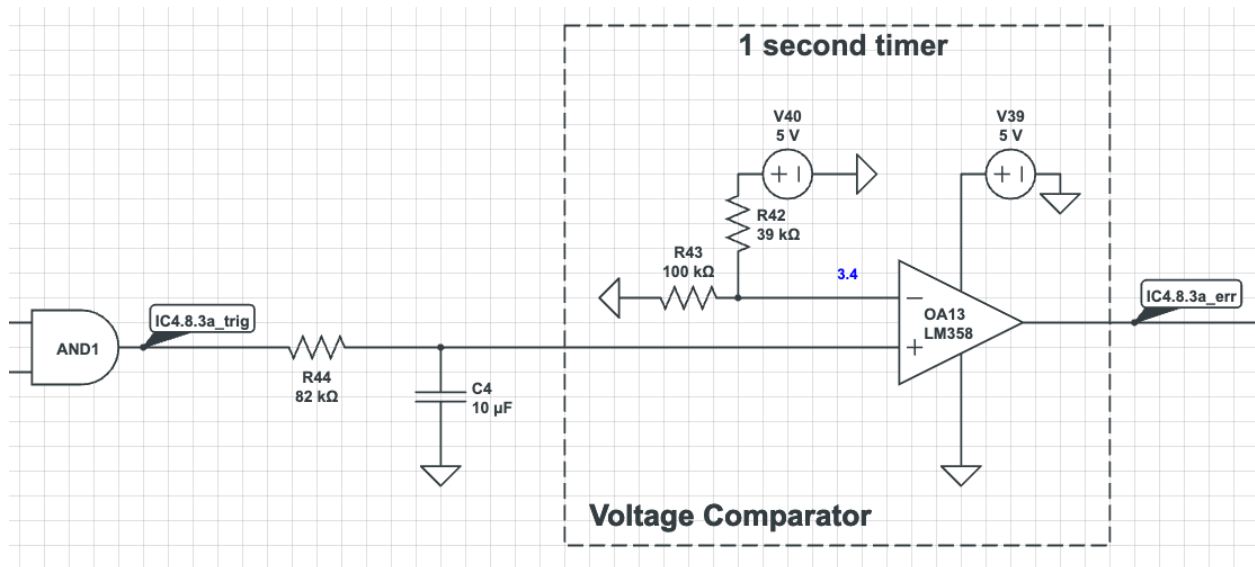 1 second timer
V40
5 V
V39
5 V
R42
39 kΩ
R43
100 kΩ
3.4
IC4.8.3a_trig
IC4.8.3a_err
AND1
OA13
LM358
R44
82 kΩ
C4
10 µF
Voltage Comparator